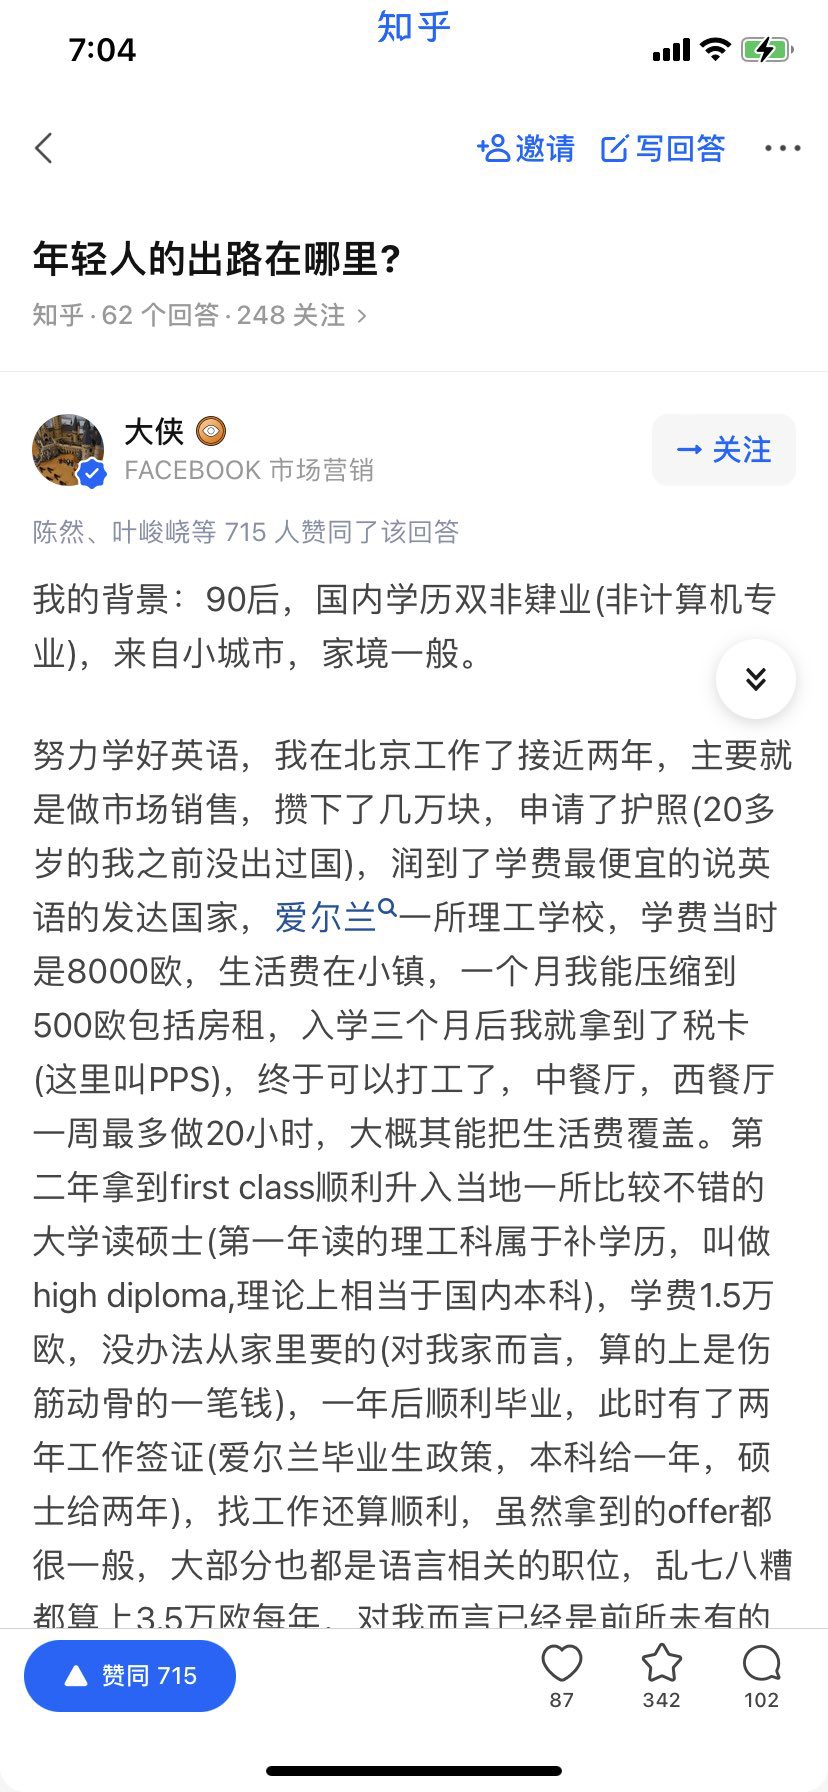 知乎
7:04
邀请 写回答
年轻人的出路在哪里?
知乎·62 个回答·248 关注 >
大侠
FACEBOOK 市场营销
关注
陈然、叶峻峣等 715 人赞同了该回答
我的背景：90后，国内学历双非肄业(非计算机专
业)，来自小城市，家境一般。
努力学好英语，我在北京工作了接近两年，主要就
是做市场销售，攒下了几万块，申请了护照(20多
岁的我之前没出过国)，润到了学费最便宜的说英
语的发达国家，爱尔兰一所理工学校，学费当时
是8000欧，生活费在小镇，一个月我能压缩到
500欧包括房租，入学三个月后我就拿到了税卡
(这里叫PPS)，终于可以打工了，中餐厅，西餐厅
一周最多做20小时，大概其能把生活费覆盖。第
二年拿到first class顺利升入当地一所比较不错的
大学读硕士(第一年读的理工科属于补学历，叫做
high diploma,理论上相当于国内本科)，学费1.5万
欧，没办法从家里要的(对我家而言，算的上是伤
筋动骨的一笔钱)，一年后顺利毕业，此时有了两
年工作签证(爱尔兰毕业生政策，本科给一年，硕
士给两年)，找工作还算顺利，虽然拿到的offer都
很一般，大部分也都是语言相关的职位，乱七八糟
都算上3.5万欧每年，对我而言已经是前所未有的
赞同 715
87
342
102